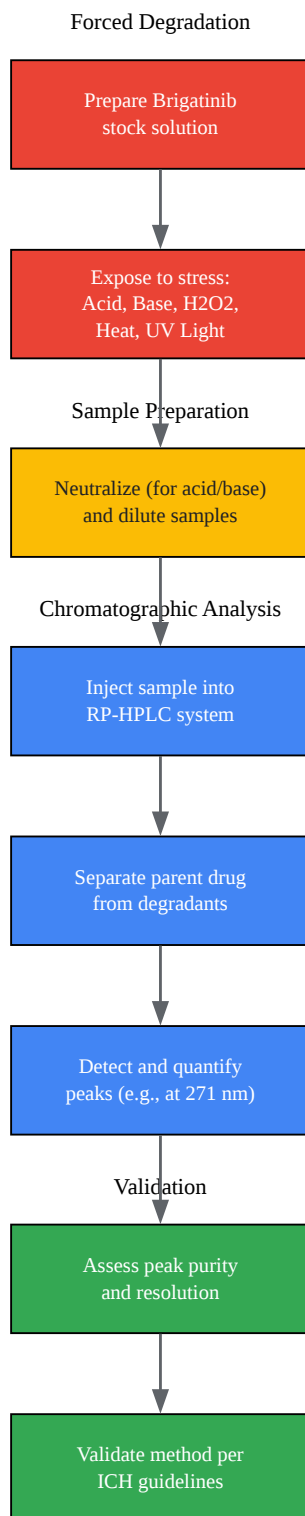 Forced Degradation
Prepare Brigatinib
stock solution
Expose to stress:
Acid, Base, H2O2,
Heat, UV Light
Sample Preparation
Neutralize (for acid/base)
and dilute samples
Chromatographic Analysis
Inject sample into
RP-HPLC system
Separate parent drug
from degradants
Detect and quantify
peaks (e.g., at 271 nm)
Validation
Assess peak purity
and resolution
Validate method per
ICH guidelines